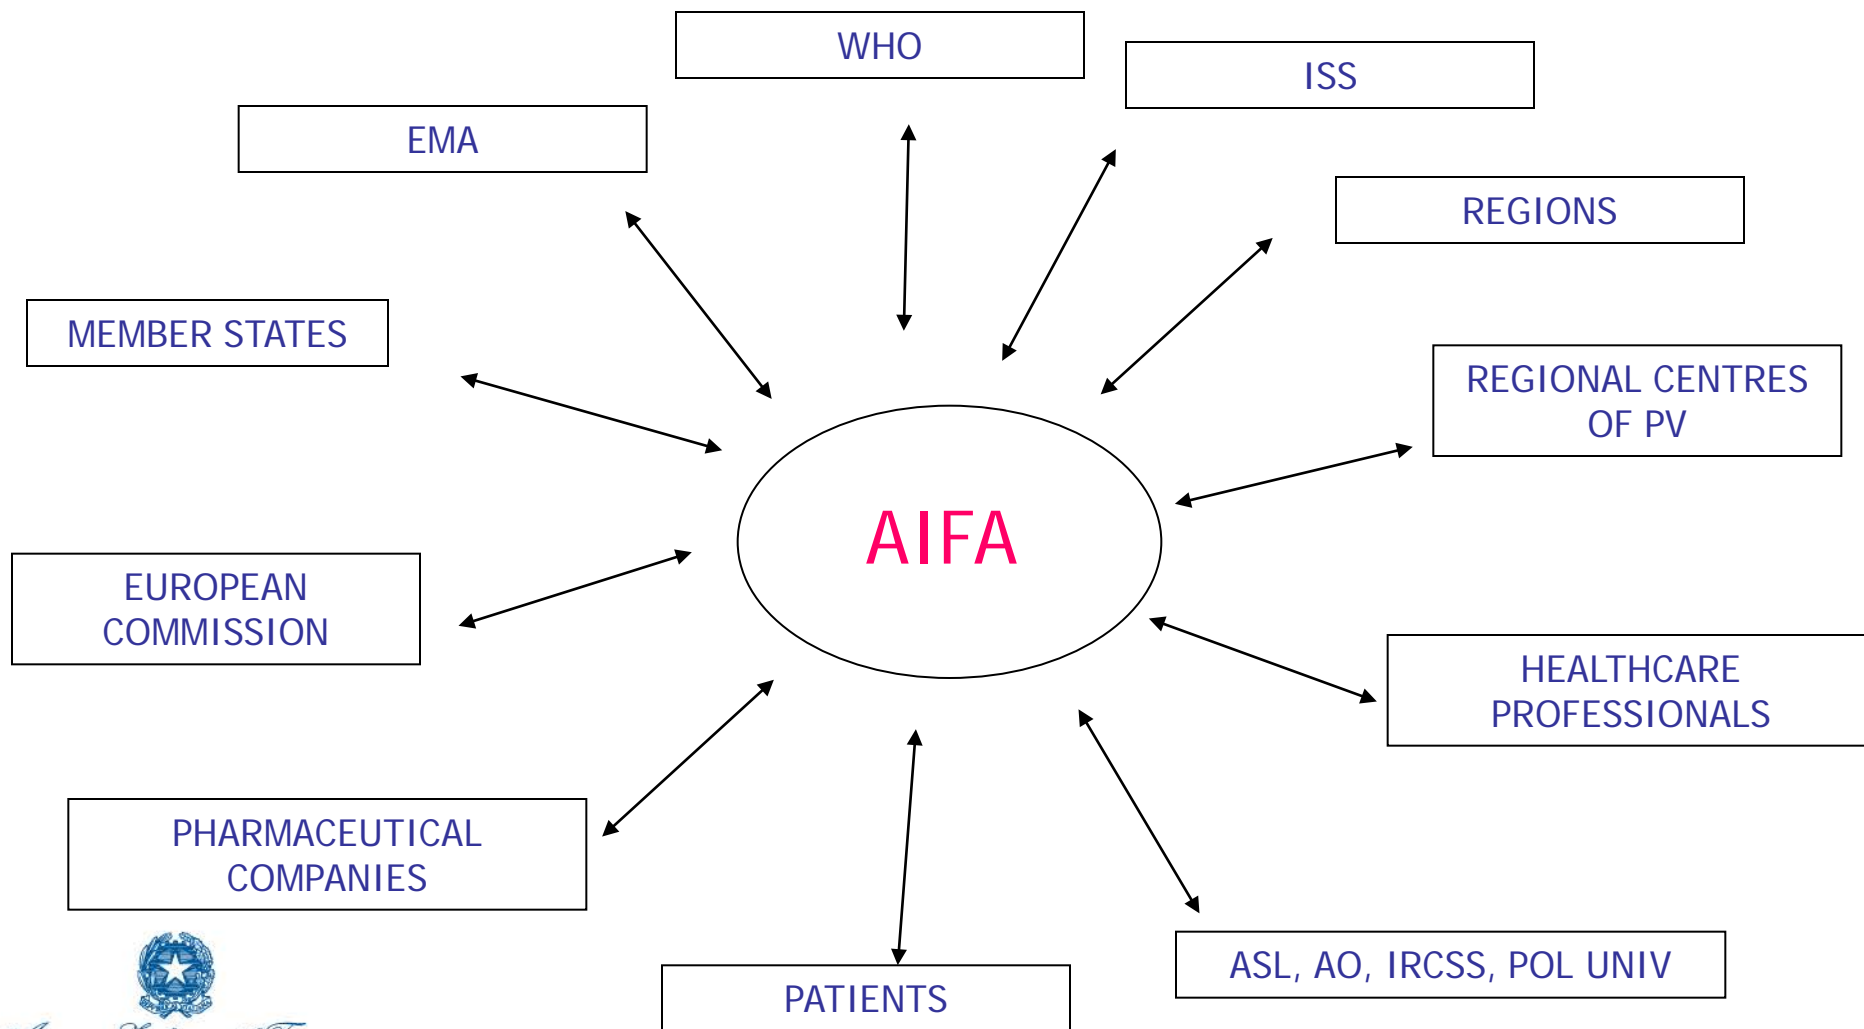 WHO
ISS
EMA
REGIONS
MEMBER STATES
REGIONAL CENTRES
OF PV
AIFA
EUROPEAN
COMMISSION
HEALTHCARE
PROFESSIONALS
PHARMACEUTICAL
COMPANIES
ASL, AO, IRCSS, POL UNIV
PATIENTS